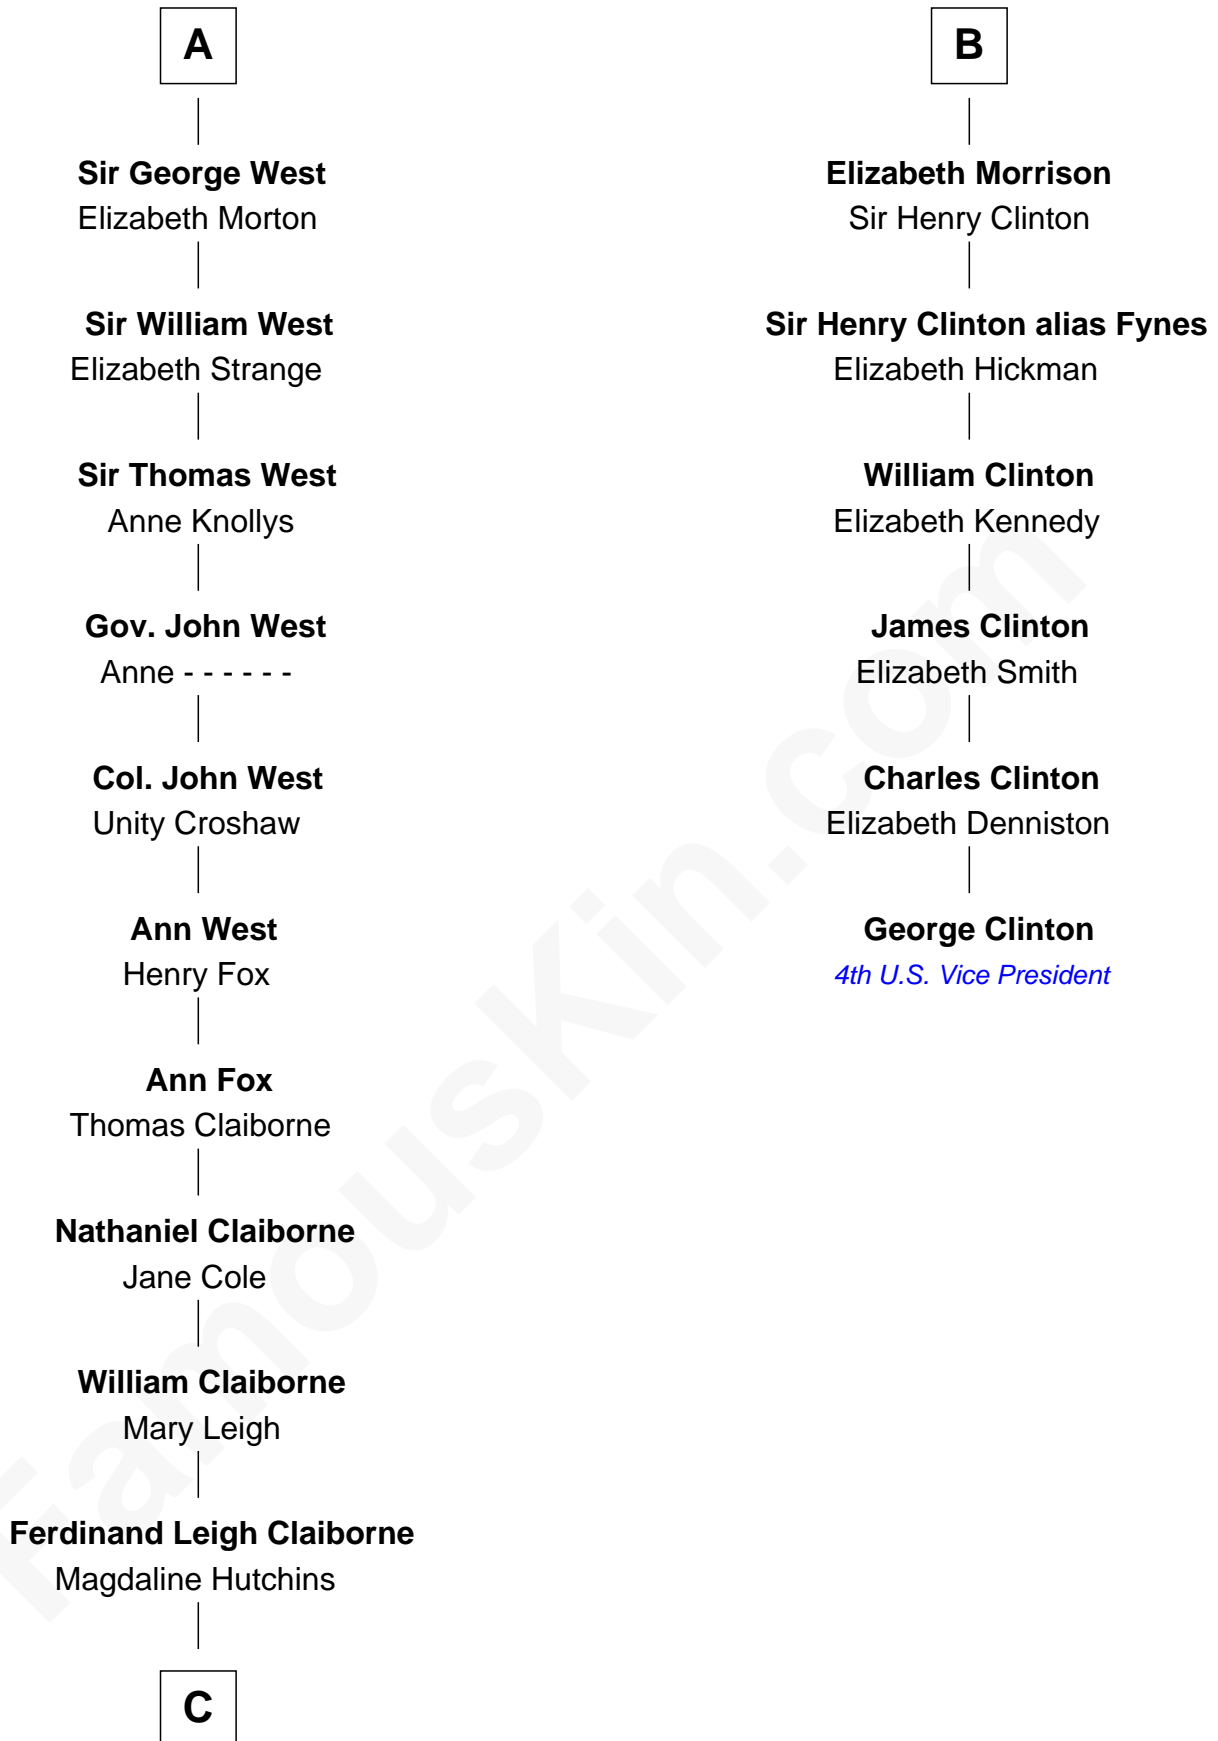 A
Sir George West
Elizabeth Morton
Sir William West
Elizabeth Strange
Sir Thomas West
Anne Knollys
Gov. John West
Anne - - - - - -
Col. John West
Unity Croshaw
Ann West
Henry Fox
Ann Fox
Thomas Claiborne
Nathaniel Claiborne
Jane Cole
William Claiborne
Mary Leigh
Ferdinand Leigh Claiborne
Magdaline Hutchins
C
B
Elizabeth Morrison
Sir Henry Clinton
Sir Henry Clinton alias Fynes
Elizabeth Hickman
William Clinton
Elizabeth Kennedy
James Clinton
Elizabeth Smith
Charles Clinton
Elizabeth Denniston
George Clinton
4th U.S. Vice President
FamousKin.com